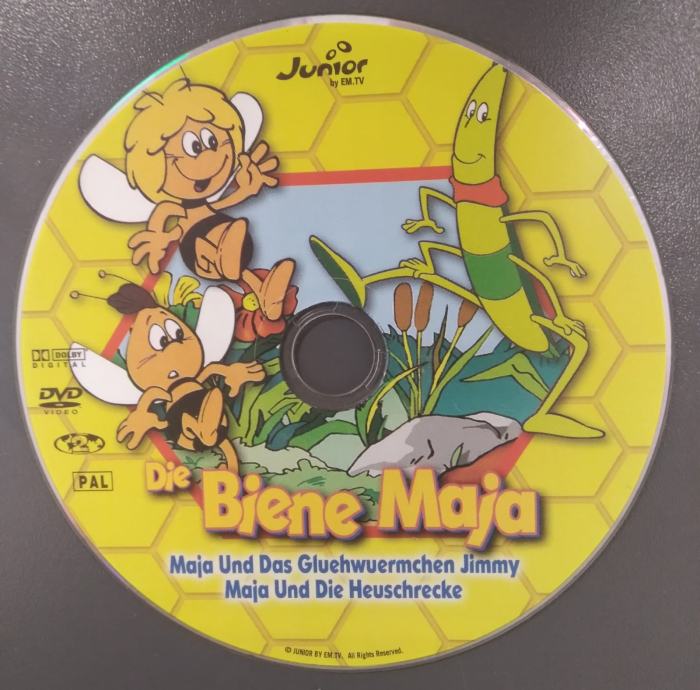 Junior
by EM.TV
DOLBY
DIGITAL
DVD
VIDEO
2
PAL
Die
Biene Maja
Maja Und Das Gluehwuermchen Jimmy
Maja Und Die Heuschrecke
© JUNIOR BY EM.TV. All Rights Reserved.